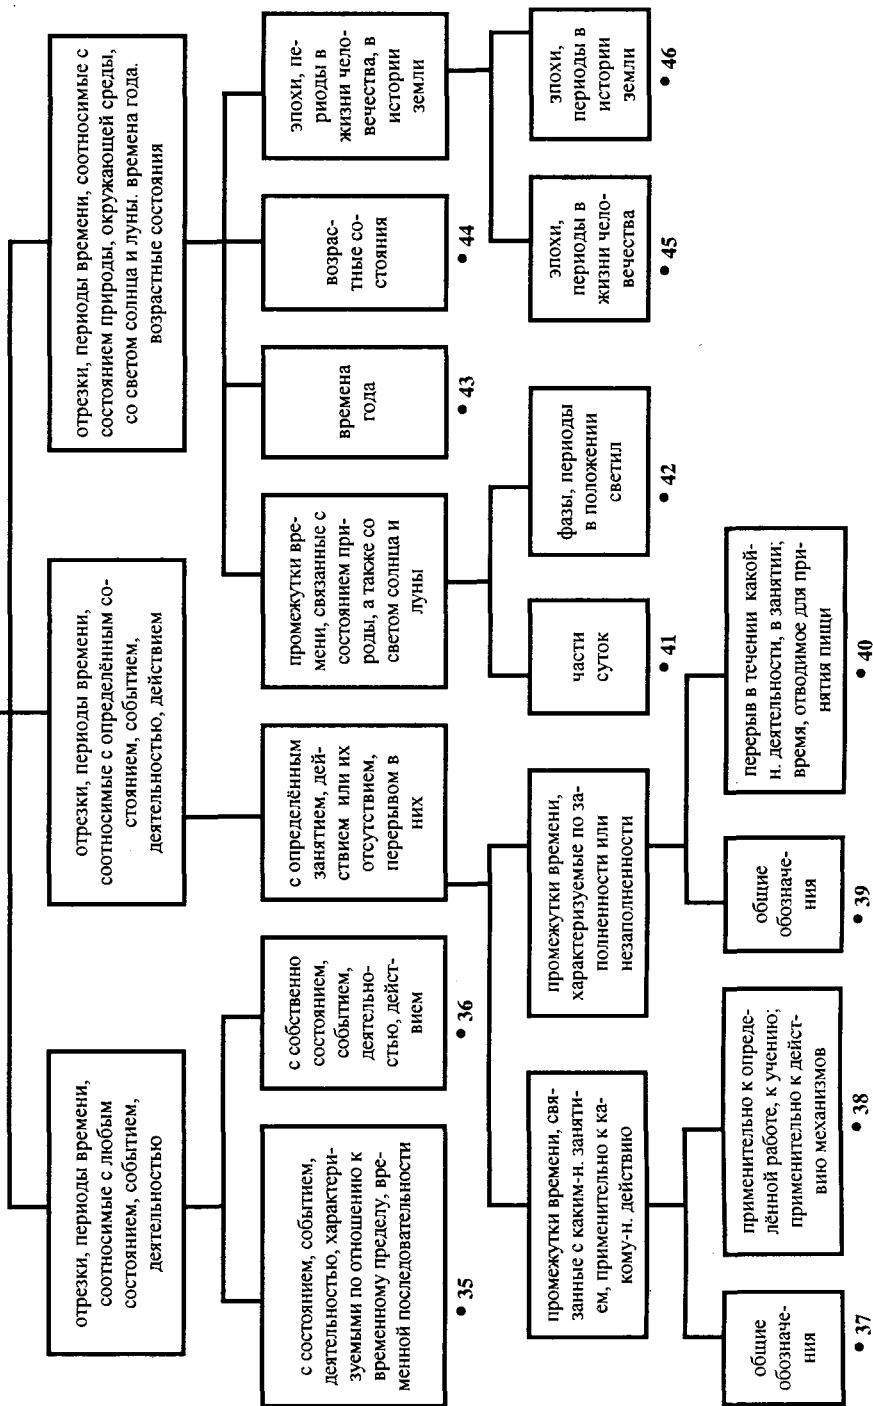 отрезки, периоды времени,
соотносимые с любым
состоянием, событием,
деятельностью
отрезки, периоды времени,
соотносимые с определённым со-
стоянием, событием,
деятельностью, действием
отрезки, периоды времени, соотносимые с
состоянием природы, окружающей среды,
со светом солнца и луны. времена года.
возрастные состояния
с состоянием, событием,
деятельностью, характери-
зуемыми по отношению к
временному пределу, вре-
менной последовательности
• 35
с собственно
состоянием,
событием,
деятельно-
стью, дейст-
вием
• 36
с определённым
занятием, дей-
ствием или их
отсутствием,
перерывом в
них
промежутки вре-
мени, связанные с
состоянием при-
роды, а также со
светом солнца и
луны
времена
года
• 43
возрас-
тные со-
стояния
• 44
эпохи, пе-
риоды в
жизни чело-
вечества, в
истории
земли
промежутки времени, свя-
занные с каким-н. заняти-
ем, применительно к ка-
кому-н. действию
промежутки времени,
характеризуемые по за-
полненности или
незаполненности
части
суток
• 41
фазы, периоды
в положении
светил
• 42
эпохи,
периоды в
жизни чело-
вечества
• 45
эпохи,
периоды в
истории
земли
• 46
общие
обозначе-
ния
• 37
применительно к опреде-
лённой работе, к учению;
применительно к дейст-
вию механизмов
• 38
общие
обозначе-
ния
• 39
перерыв в течении какой-
н. деятельности, в занятии;
время, отводимое для при-
нятия пищи
• 40